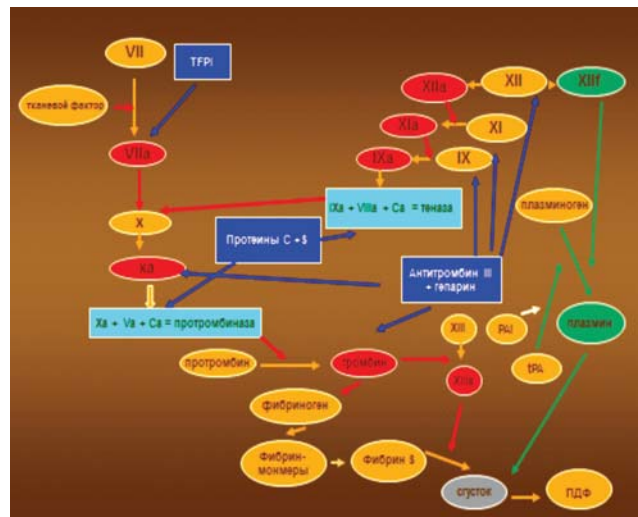 VII
TFPI
тканевой фактор
VIIa
X
Xa
XIIa
XII
XIIf
XIa
XI
IXa
IX
IXa + VIIIa + Ca = теназа
Протеины C + S
Антитромбин III
+ гепарин
плазминоген
Xa + Va + Ca = протромбиназа
XIII
PAI
плазмин
протромбин
тромбин
XIIIa
tPA
фибриноген
Фибрин-
монмеры
Фибрин S
сгусток
ПДФ